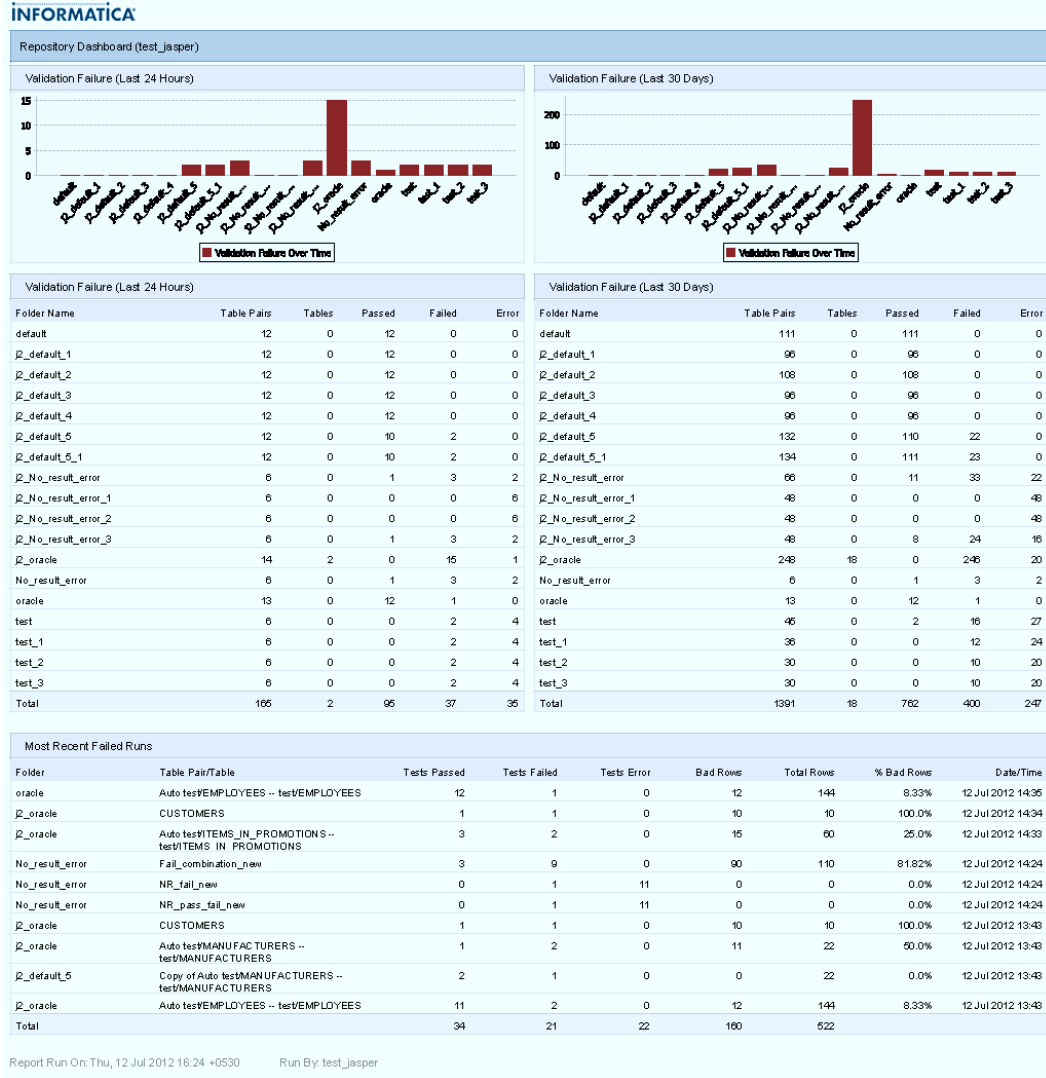 INFORMATICA
Repository Dashboard (test_jasper)
Validation Failure (Last 24 Hours)
15
10
5
0
default
j2_default_1
j2_default_2
j2_default_3
j2_default_4
j2_default_5
j2_default_5_1
j2_No_result_...
j2_No_result_...
j2_No_result_...
j2_No_result_...
j2_oracle
No_result_error
oracle
test
test_1
test_2
test_3
Validation Failure Over Time
Validation Failure (Last 30 Days)
200
100
0
default
j2_default_1
j2_default_2
j2_default_3
j2_default_4
j2_default_5
j2_default_5_1
j2_No_result_...
j2_No_result_...
j2_No_result_...
j2_No_result_...
j2_oracle
No_result_error
oracle
test
test_1
test_2
test_3
Validation Failure Over Time
Validation Failure (Last 24 Hours)
Folder Name Table Pairs Tables Passed Failed Error
default 12 0 12 0 0
j2_default_1 12 0 12 0 0
j2_default_2 12 0 12 0 0
j2_default_3 12 0 12 0 0
j2_default_4 12 0 12 0 0
j2_default_5 12 0 10 2 0
j2_default_5_1 12 0 10 2 0
j2_No_result_error 6 0 1 3 2
j2_No_result_error_1 6 0 0 0 6
j2_No_result_error_2 6 0 0 0 6
j2_No_result_error_3 6 0 1 3 2
j2_oracle 14 2 0 15 1
No_result_error 6 0 1 3 2
oracle 13 0 12 1 0
test 6 0 0 2 4
test_1 6 0 0 2 4
test_2 6 0 0 2 4
test_3 6 0 0 2 4
Total 165 2 95 37 35
Validation Failure (Last 30 Days)
Folder Name Table Pairs Tables Passed Failed Error
default 111 0 111 0 0
j2_default_1 96 0 96 0 0
j2_default_2 108 0 108 0 0
j2_default_3 96 0 96 0 0
j2_default_4 96 0 96 0 0
j2_default_5 132 0 110 22 0
j2_default_5_1 134 0 111 23 0
j2_No_result_error 66 0 11 33 22
j2_No_result_error_1 48 0 0 0 48
j2_No_result_error_2 48 0 0 0 48
j2_No_result_error_3 48 0 8 24 16
j2_oracle 248 18 0 246 20
No_result_error 6 0 1 3 2
oracle 13 0 12 1 0
test 45 0 2 16 27
test_1 36 0 0 12 24
test_2 30 0 0 10 20
test_3 30 0 0 10 20
Total 1391 18 762 400 247
Most Recent Failed Runs
Folder Table Pair/Table Tests Passed Tests Failed Tests Error Bad Rows Total Rows % Bad Rows Date/Time
oracle Auto test/EMPLOYEES -- test/EMPLOYEES 12 1 0 12 144 8.33% 12 Jul 2012 14:35
j2_oracle CUSTOMERS 1 1 0 10 10 100.0% 12 Jul 2012 14:34
j2_oracle Auto test/ITEMS_IN_PROMOTIONS -- 3 2 0 15 60 25.0% 12 Jul 2012 14:33
test/ITEMS_IN_PROMOTIONS
No_result_error Fail_combination_new 3 9 0 90 110 81.82% 12 Jul 2012 14:24
No_result_error NR_fail_new 0 1 11 0 0 0.0% 12 Jul 2012 14:24
No_result_error NR_pass_fail_new 0 1 11 0 0 0.0% 12 Jul 2012 14:24
j2_oracle CUSTOMERS 1 1 0 10 10 100.0% 12 Jul 2012 13:43
j2_oracle Auto test/MANUFACTURERS -- 1 2 0 11 22 50.0% 12 Jul 2012 13:43
test/MANUFACTURERS
j2_default_5 Copy of Auto test/MANUFACTURERS -- 2 1 0 0 22 0.0% 12 Jul 2012 13:43
test/MANUFACTURERS
j2_oracle Auto test/EMPLOYEES -- test/EMPLOYEES 11 2 0 12 144 8.33% 12 Jul 2012 13:43
Total 34 21 22 160 522
Report Run On: Thu, 12 Jul 2012 16:24 +0530 Run By: test_jasper